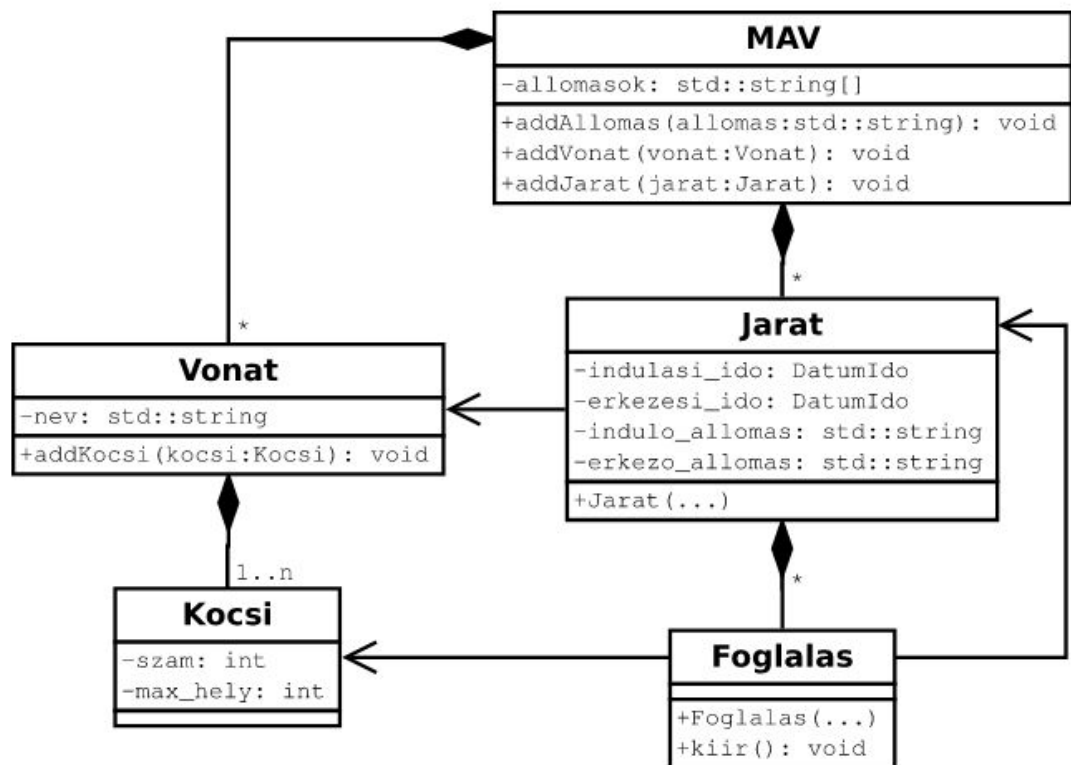 MAV
-allomasok: std::string[]
+addAllomas(allomas:std::string): void
+addVonat(vonat:Vonat): void
+addJarat(jarat:Jarat): void
*
*
Jarat
-indulasi_ido: DatumIdo
-erkezesi_ido: DatumIdo
-indulo_allomas: std::string
-erkezo_allomas: std::string
+Jarat(...)
Vonat
-nev: std::string
+addKocsi(kocsi:Kocsi): void
1..n
*
Kocsi
-szam: int
-max_hely: int
Foglalas
+Foglalas(...)
+kiir(): void